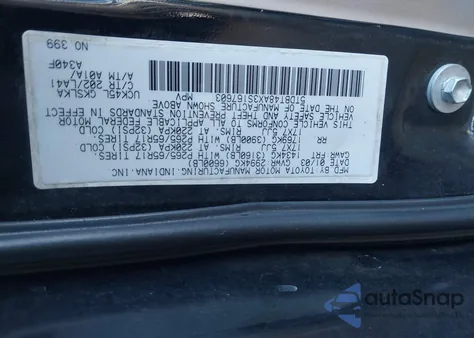 MFD. BY: TOYOTA MOTOR MANUFACTURING, INDIANA, INC.
DATE: 01/03 GVWR 2994KG (6600LB)
GAWR FRT 1434KG (3160LB) WITH P265/65R17 TIRES,
17X7.5JJ RIMS, AT 220KPA (32PSI) COLD
RR 1769KG (3900LB) WITH P265/65R17 TIRES,
17X7.5JJ RIMS, AT 220KPA (32PSI) COLD
THIS VEHICLE CONFORMS TO ALL APPLICABLE FEDERAL MOTOR
VEHICLE SAFETY AND THEFT PREVENTION STANDARDS IN EFFECT
ON THE DATE OF MANUFACTURE SHOWN ABOVE.
5TDBT48AX3S167603 MPV
C/TR 202/LA41 UCK45L-GKSLKA
A/TM A01A/ A340F
NO 399
autoSnap